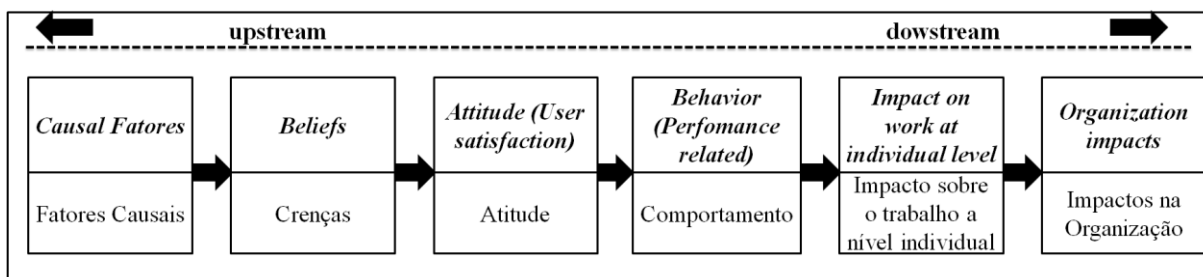 upstream
dowstream
Causal Fatores
Fatores Causais
Beliefs
Crenças
Attitude (User
satisfaction)
Atitude
Behavior
(Perfomance
related)
Comportamento
Impact on
work at
individual level
Impacto sobre
o trabalho a
nível individual
Organization
impacts
Impactos na
Organização